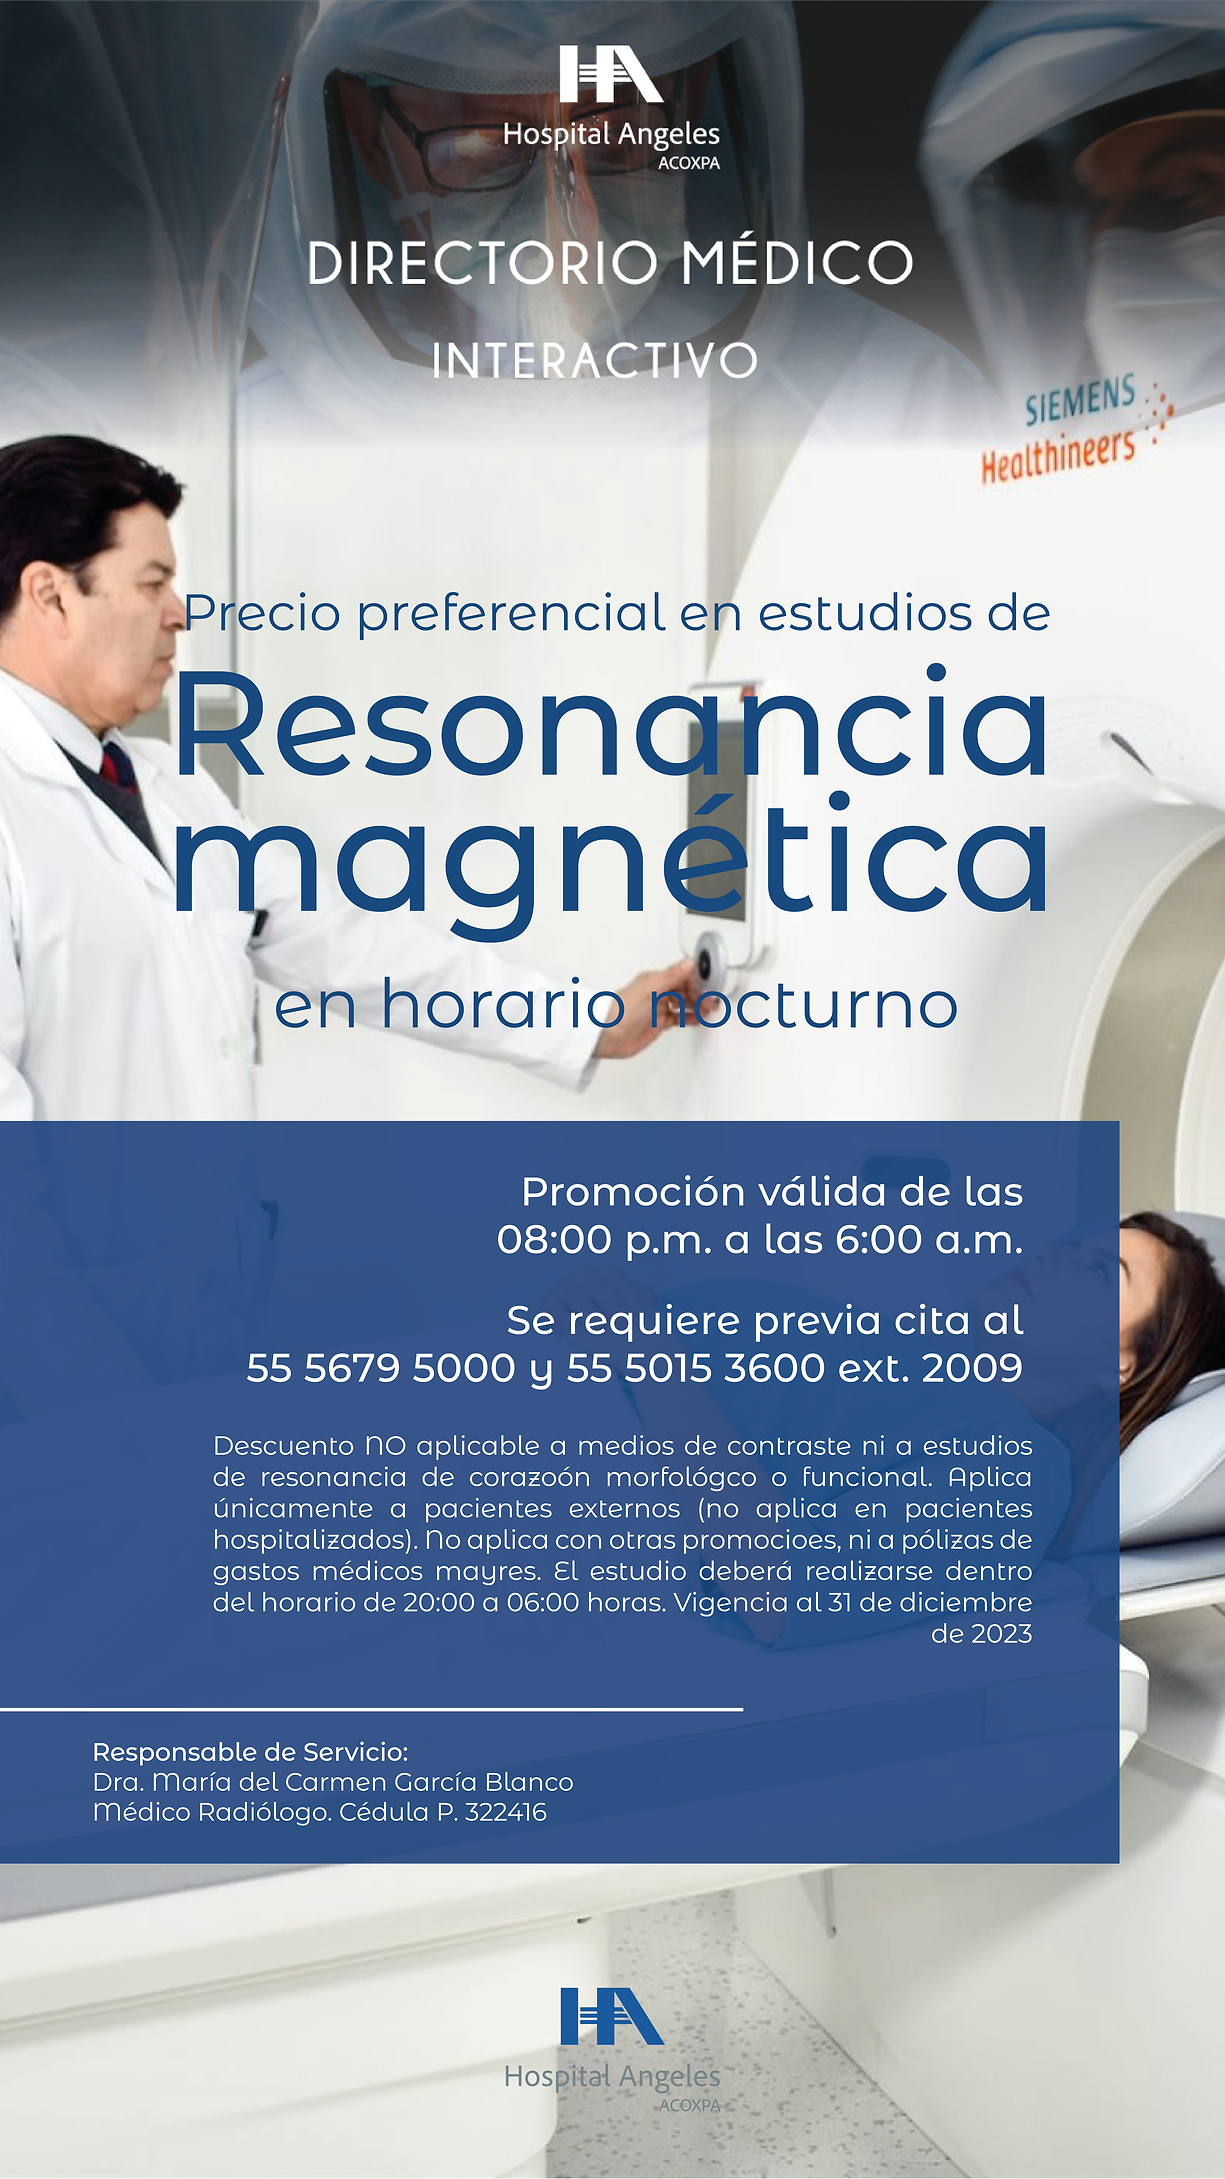 HA
Hospital Angeles
ACOXPA
DIRECTORIO MÉDICO
INTERACTIVO
SIEMENS
Healthineers
Precio preferencial en estudios de
Resonancia
magnética
en horario nocturno
Promoción válida de las
08:00 p.m. a las 6:00 a.m.
Se requiere previa cita al
55 5679 5000 y 55 5015 3600 ext. 2009
Descuento NO aplicable a medios de contraste ni a estudios
de resonancia de corazoón morfológco o funcional. Aplica
únicamente a pacientes externos (no aplica en pacientes
hospitalizados). No aplica con otras promocioes, ni a pólizas de
gastos médicos mayres. El estudio deberá realizarse dentro
del horario de 20:00 a 06:00 horas. Vigencia al 31 de diciembre
de 2023
Responsable de Servicio:
Dra. María del Carmen García Blanco
Médico Radiólogo. Cédula P. 322416
HA
Hospital Angeles
ACOXPA